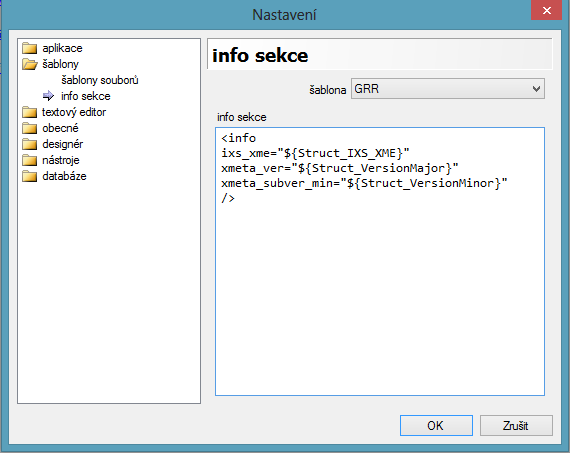 Nastavení
aplikace
šablony
šablony souborů
info sekce
textový editor
obecné
designér
nástroje
databáze
info sekce
šablona GRR
info sekce
<info
ixs_xme="${Struct_IXS_XME}"
xmeta_ver="${Struct_VersionMajor}"
xmeta_subver_min="${Struct_VersionMinor}"
/>
OK Zrušit